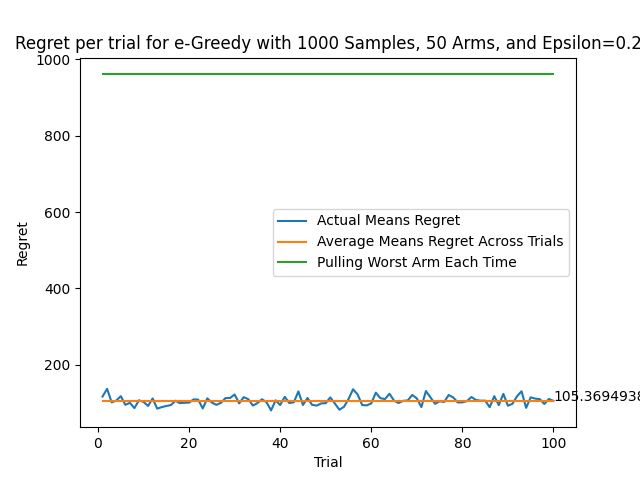 Regret per trial for e-Greedy with 1000 Samples, 50 Arms, and Epsilon=0.2
1000
800
600
400
200
Regret
Actual Means Regret
Average Means Regret Across Trials
Pulling Worst Arm Each Time
105.3694938
0 20 40 60 80 100
Trial